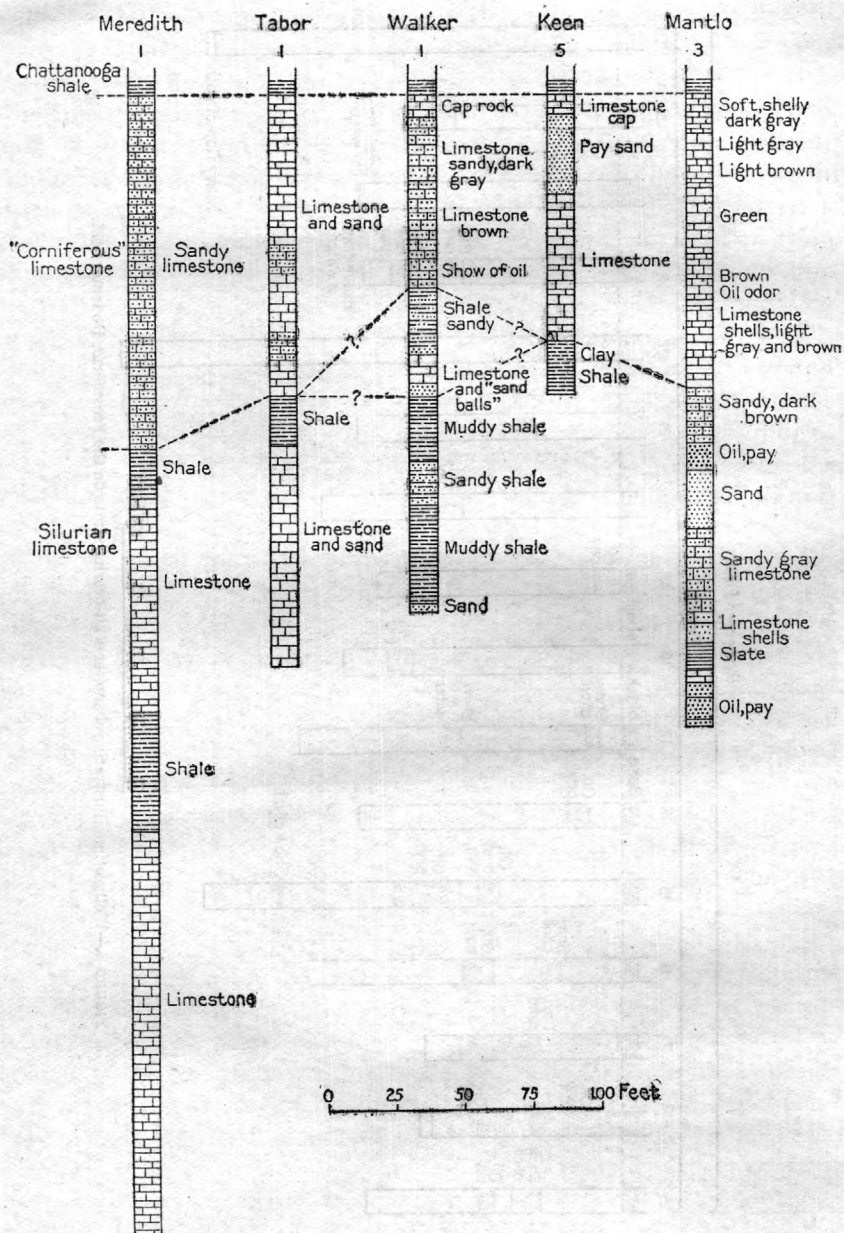 Meredith
1
Tabor
1
Walker
1
Keen
5
Mantlo
3
Chattanooga
shale
"Corniferous"
limestone
Silurian
limestone
Sandy
limestone
Shale
Limestone
Shale
Limestone
Limestone
and sand
Shale
Limestone
and sand
Cap rock
Limestone
sandy, dark
gray
Limestone
brown
Show of oil
Shale
sandy
Limestone
and "sand
balls"
Muddy shale
Sandy shale
Muddy shale
Sand
Limestone
cap
Pay sand
Limestone
Clay
Shale
Soft, shelly
dark gray
Light gray
Light brown
Green
Brown
Oil odor
Limestone
shells, light
gray and brown
Sandy, dark
brown
Oil, pay
Sand
Sandy gray
limestone
Limestone
shells
Slate
Oil, pay
?
?
?
?
0 25 50 75 100 Feet